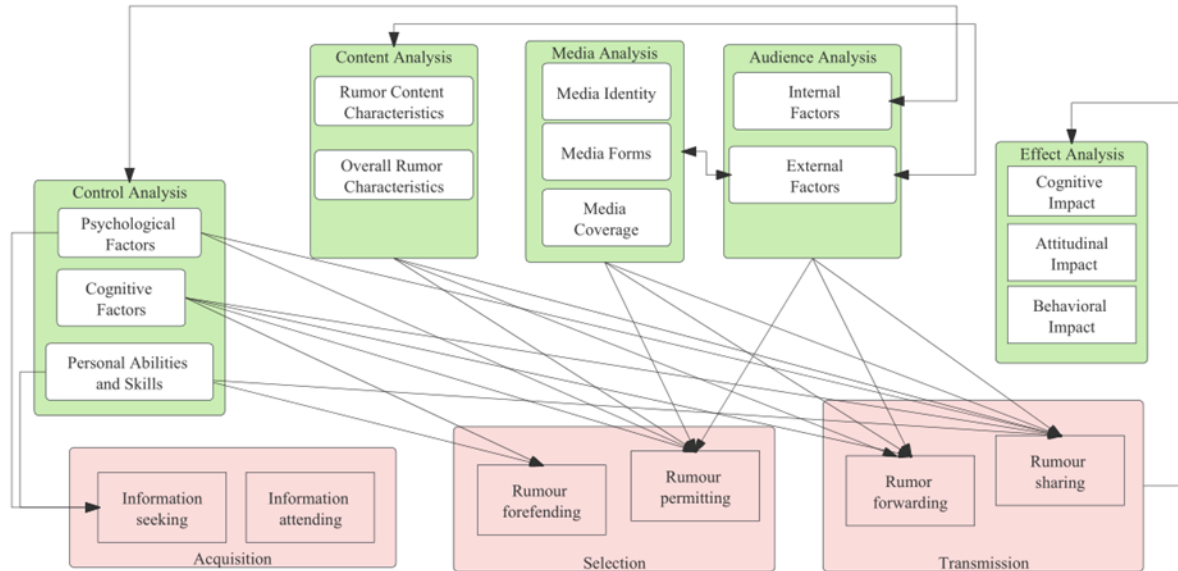 Content Analysis
Rumor Content
Characteristics
Overall Rumor
Characteristics
Media Analysis
Media Identity
Media Forms
Media
Coverage
Audience Analysis
Internal
Factors
External
Factors
Effect Analysis
Cognitive
Impact
Attitudinal
Impact
Behavioral
Impact
Control Analysis
Psychological
Factors
Cognitive
Factors
Personal Abilities
and Skills
Information
seeking
Information
attending
Acquisition
Rumour
forefending
Rumour
permitting
Selection
Rumor
forwarding
Rumour
sharing
Transmission